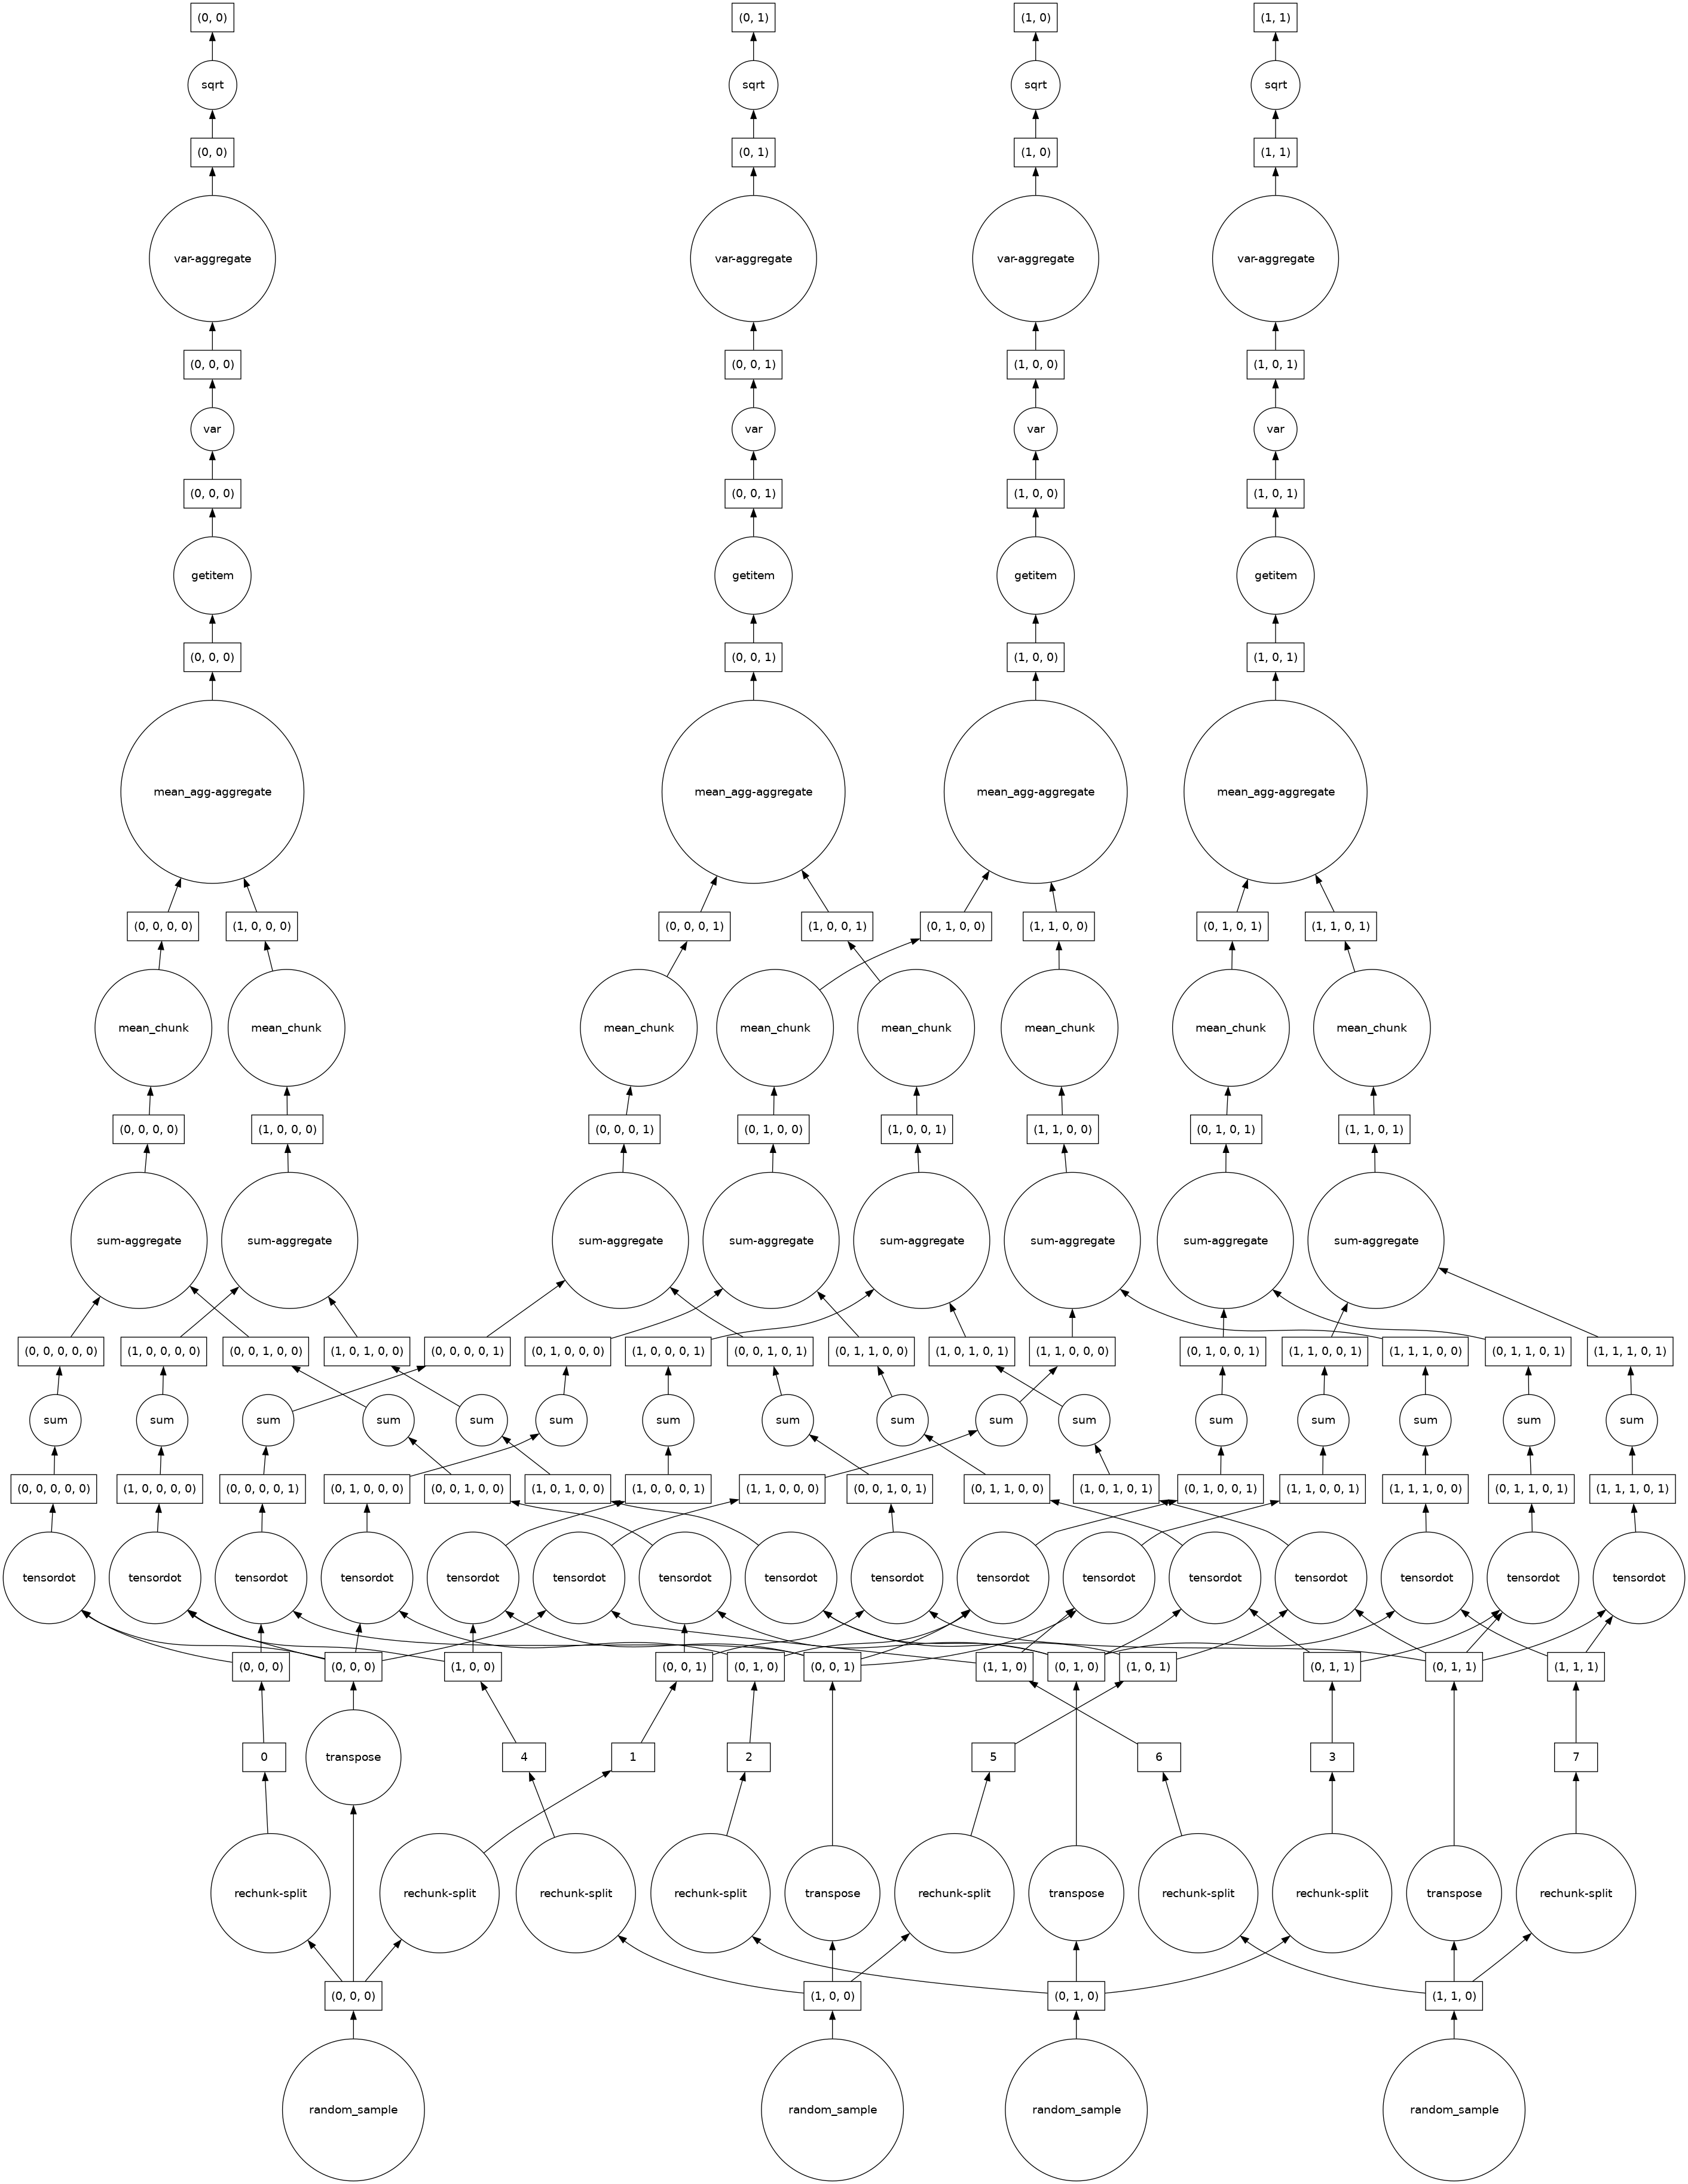 (0, 0) (0, 1) (1, 0) (1, 1)
sqrt sqrt sqrt sqrt
(0, 0) (0, 1) (1, 0) (1, 1)
var-aggregate var-aggregate var-aggregate var-aggregate
(0, 0, 0) (0, 0, 1) (1, 0, 0) (1, 0, 1)
var var var var
(0, 0, 0) (0, 0, 1) (1, 0, 0) (1, 0, 1)
getitem getitem getitem getitem
(0, 0, 0) (0, 0, 1) (1, 0, 0) (1, 0, 1)
mean_agg-aggregate mean_agg-aggregate mean_agg-aggregate mean_agg-aggregate
(0, 0, 0, 0) (1, 0, 0, 0) (0, 0, 0, 1) (1, 0, 0, 1) (0, 1, 0, 0) (1, 1, 0, 0) (0, 1, 0, 1) (1, 1, 0, 1)
mean_chunk mean_chunk mean_chunk mean_chunk mean_chunk mean_chunk mean_chunk mean_chunk
(0, 0, 0, 0) (1, 0, 0, 0) (0, 0, 0, 1) (0, 1, 0, 0) (1, 0, 0, 1) (1, 1, 0, 0) (0, 1, 0, 1) (1, 1, 0, 1)
sum-aggregate sum-aggregate sum-aggregate sum-aggregate sum-aggregate sum-aggregate sum-aggregate sum-aggregate
(0, 0, 0, 0, 0) (1, 0, 0, 0, 0) (0, 0, 1, 0, 0) (1, 0, 1, 0, 0) (0, 0, 0, 0, 1) (0, 1, 0, 0, 0) (1, 0, 0, 0, 1) (0, 0, 1, 0, 1) (0, 1, 1, 0, 0) (1, 0, 1, 0, 1) (1, 1, 0, 0, 0) (0, 1, 0, 0, 1) (1, 1, 0, 0, 1) (1, 1, 1, 0, 0) (0, 1, 1, 0, 1) (1, 1, 1, 0, 1)
sum sum sum sum sum sum sum sum sum sum sum sum sum sum sum sum
(0, 0, 0, 0, 0) (1, 0, 0, 0, 0) (0, 0, 0, 0, 1) (0, 1, 0, 0, 0) (0, 0, 1, 0, 0) (1, 0, 1, 0, 0) (1, 0, 0, 0, 1) (1, 1, 0, 0, 0) (0, 0, 1, 0, 1) (0, 1, 1, 0, 0) (1, 0, 1, 0, 1) (0, 1, 0, 0, 1) (1, 1, 0, 0, 1) (1, 1, 1, 0, 0) (0, 1, 1, 0, 1) (1, 1, 1, 0, 1)
tensordot tensordot tensordot tensordot tensordot tensordot tensordot tensordot tensordot tensordot tensordot tensordot tensordot tensordot tensordot tensordot
(0, 0, 0) (0, 0, 0) (1, 0, 0) (0, 0, 1) (0, 1, 0) (0, 0, 1) (1, 1, 0) (0, 1, 0) (1, 0, 1) (0, 1, 1) (0, 1, 1) (1, 1, 1)
0 transpose 4 1 2 5 6 3 7
rechunk-split rechunk-split rechunk-split rechunk-split transpose rechunk-split transpose rechunk-split rechunk-split transpose rechunk-split
(0, 0, 0) (1, 0, 0) (0, 1, 0) (1, 1, 0)
random_sample random_sample random_sample random_sample